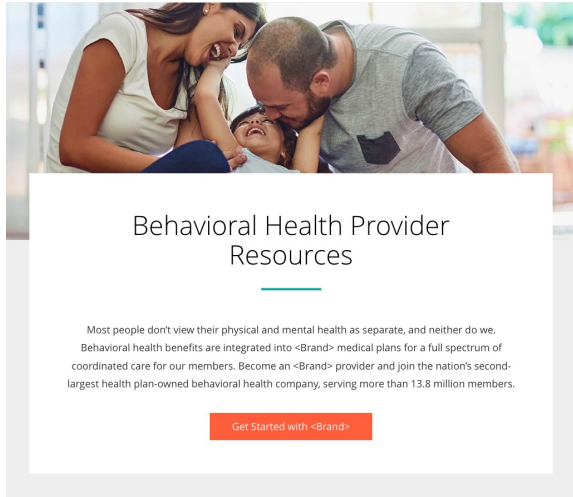 Behavioral Health Provider
Resources
Most people don’t view their physical and mental health as separate, and neither do we.
Behavioral health benefits are integrated into <Brand> medical plans for a full spectrum of
coordinated care for our members. Become an <Brand> provider and join the nation’s second-
largest health plan-owned behavioral health company, serving more than 13.8 million members.
Get Started with <Brand>